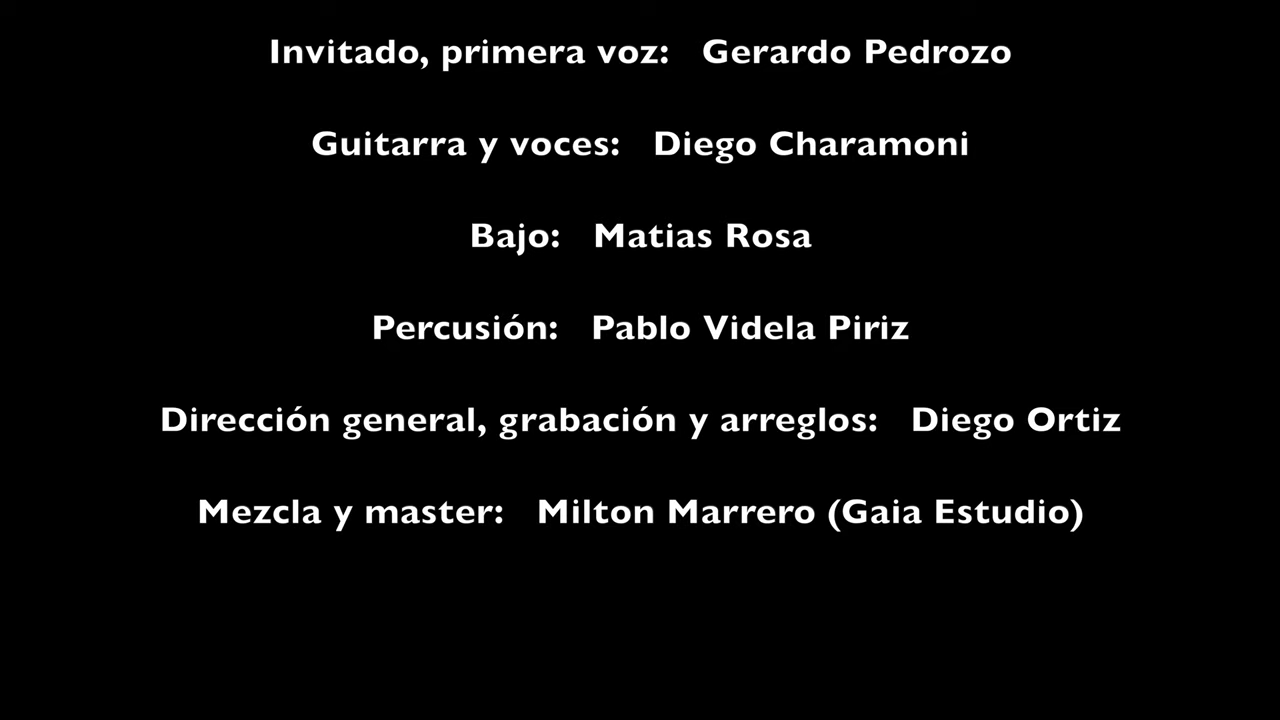 Invitado, primera voz: Gerardo Pedrozo
Guitarra y voces: Diego Charamoni
Bajo: Matias Rosa
Percusión: Pablo Videla Piriz
Dirección general, grabación y arreglos: Diego Ortiz
Mezcla y master: Milton Marrero (Gaia Estudio)